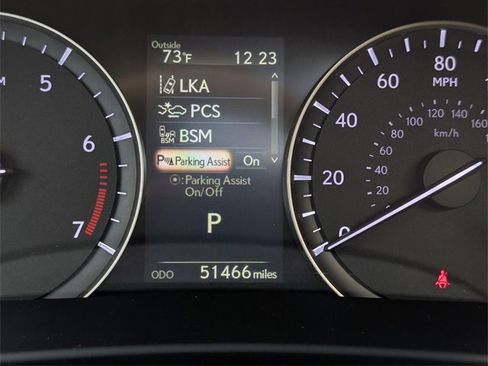 Outside
73°F 12 23
LKA
PCS
BSM
BSM
Parking Assist On
:Parking Assist
On/Off
P
ODO 51466 miles
5
6
7
0
20
40
60
80
MPH
km/h
20
40
60
80
100
120
140
160